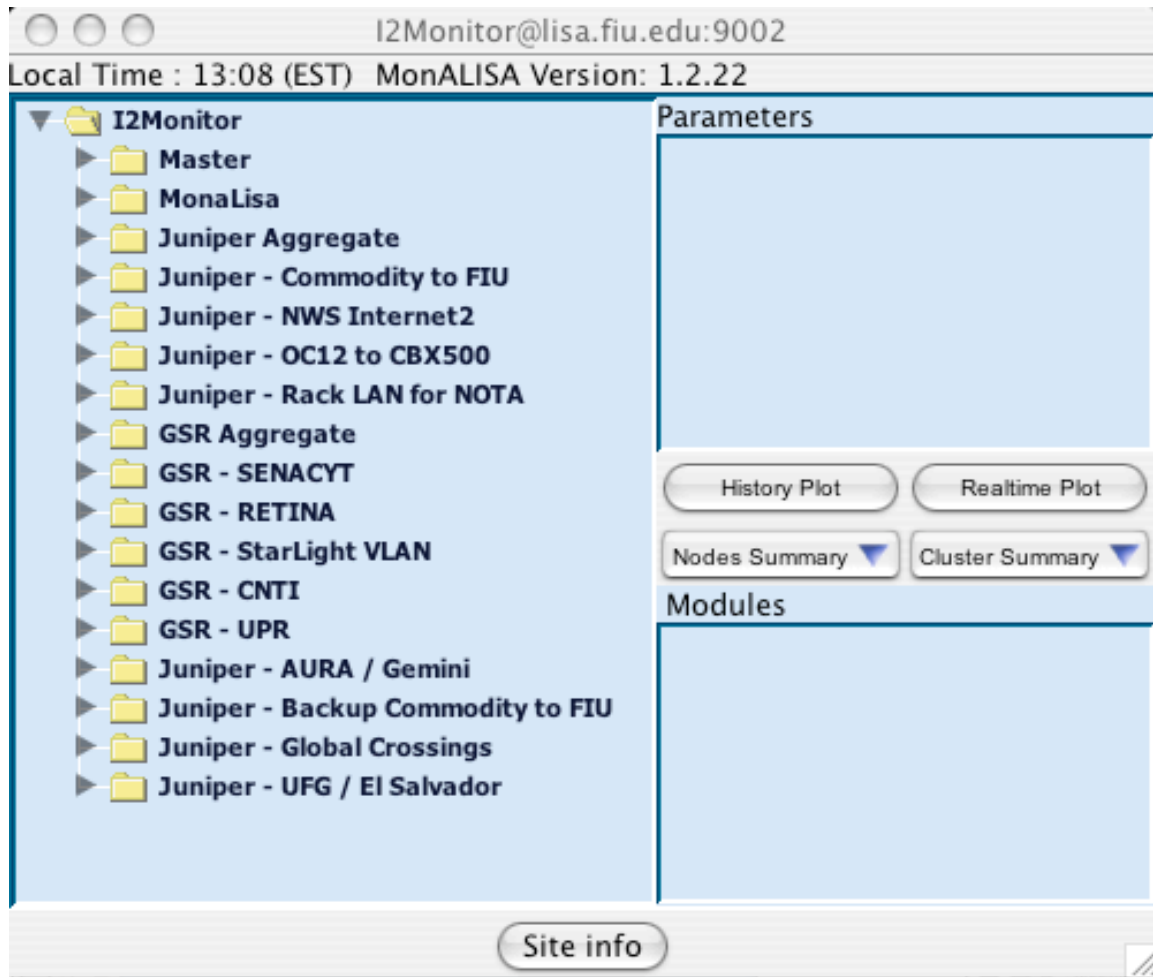 I2Monitor@lisa.fiu.edu:9002
Local Time : 13:08 (EST) MonALISA Version: 1.2.22
I2Monitor
Master
MonaLisa
Juniper Aggregate
Juniper - Commodity to FIU
Juniper - NWS Internet2
Juniper - OC12 to CBX500
Juniper - Rack LAN for NOTA
GSR Aggregate
GSR - SENACYT
GSR - RETINA
GSR - StarLight VLAN
GSR - CNTI
GSR - UPR
Juniper - AURA / Gemini
Juniper - Backup Commodity to FIU
Juniper - Global Crossings
Juniper - UFG / El Salvador
Parameters
History Plot Realtime Plot
Nodes Summary Cluster Summary
Modules
Site info